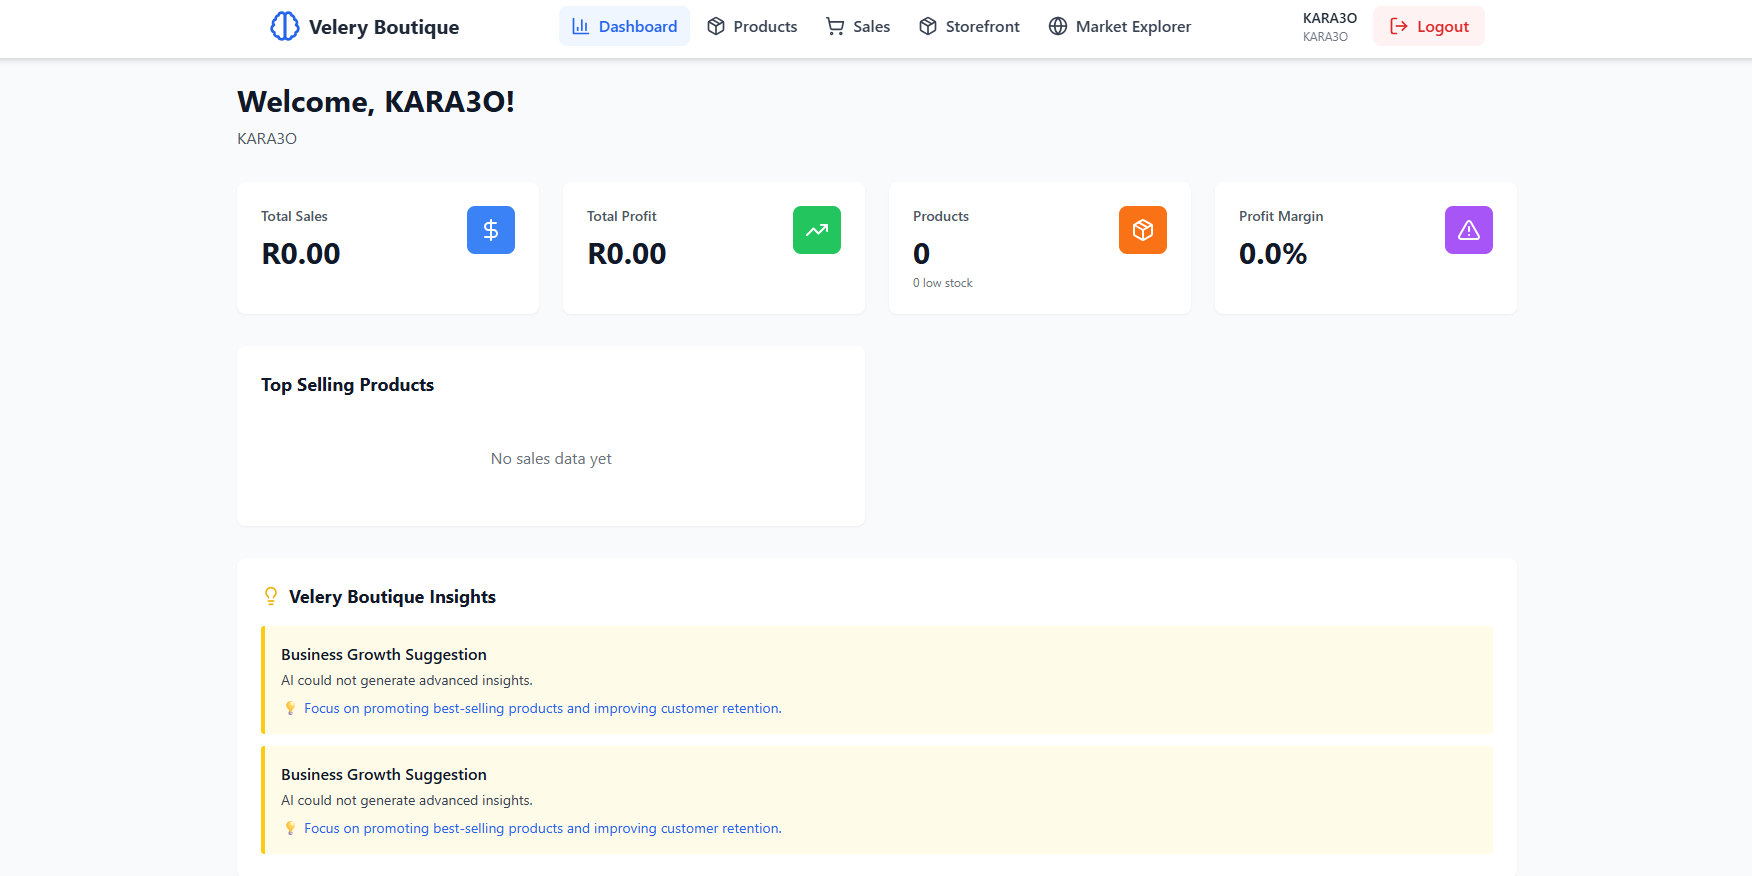 Velery Boutique
Dashboard
Products
Sales
Storefront
Market Explorer
KARA3O
KARA3O
Logout
Welcome, KARA3O!
KARA3O
Total Sales
R0.00
Total Profit
R0.00
Products
0
0 low stock
Profit Margin
0.0%
Top Selling Products
No sales data yet
Velery Boutique Insights
Business Growth Suggestion
AI could not generate advanced insights.
Focus on promoting best-selling products and improving customer retention.
Business Growth Suggestion
AI could not generate advanced insights.
Focus on promoting best-selling products and improving customer retention.